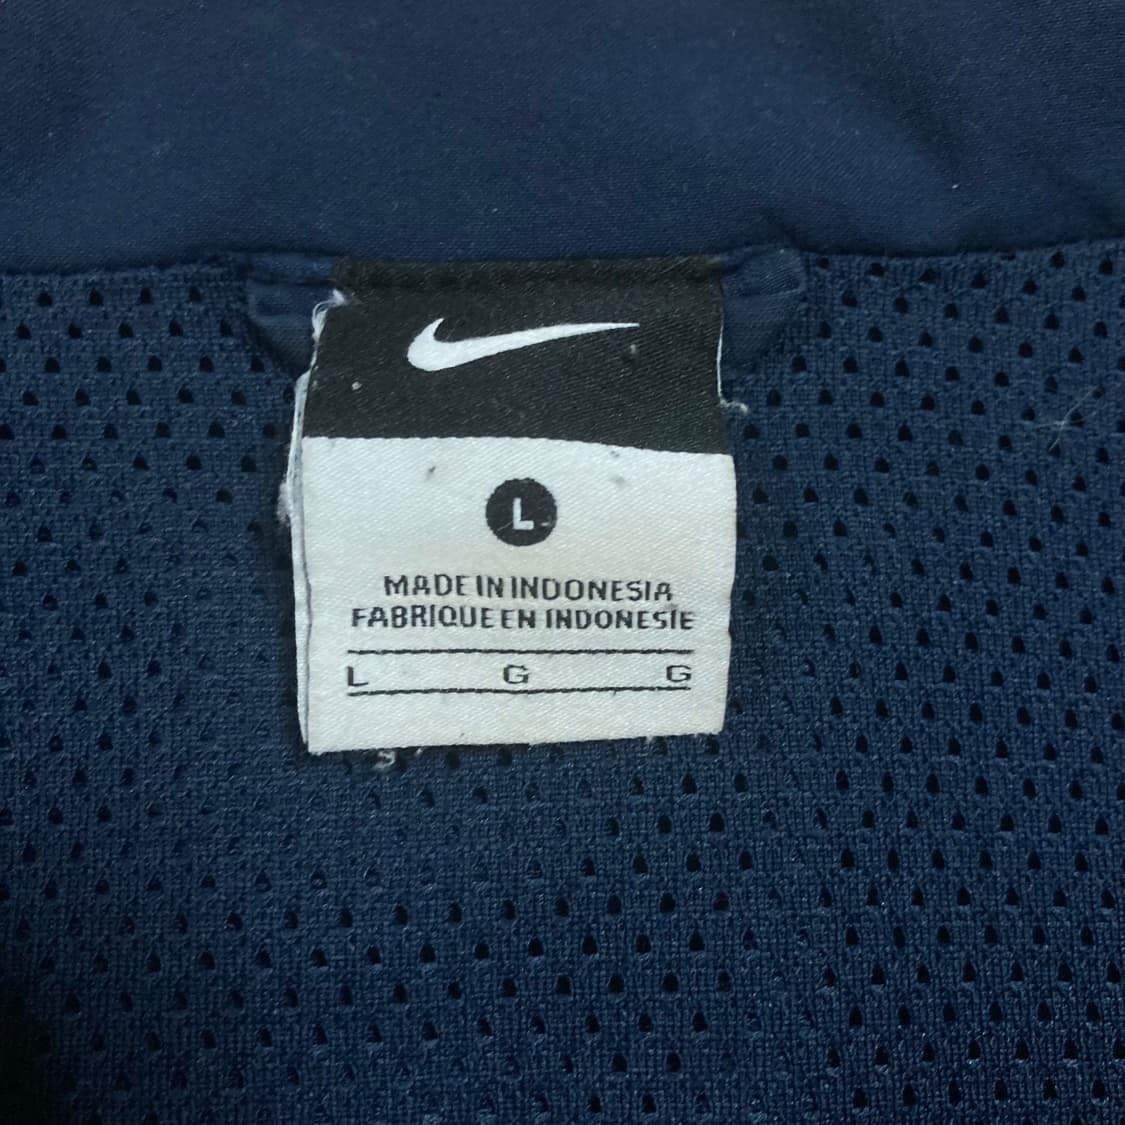 L
MADE IN INDONESIA
FABRIQUE EN INDONESIE
L G G